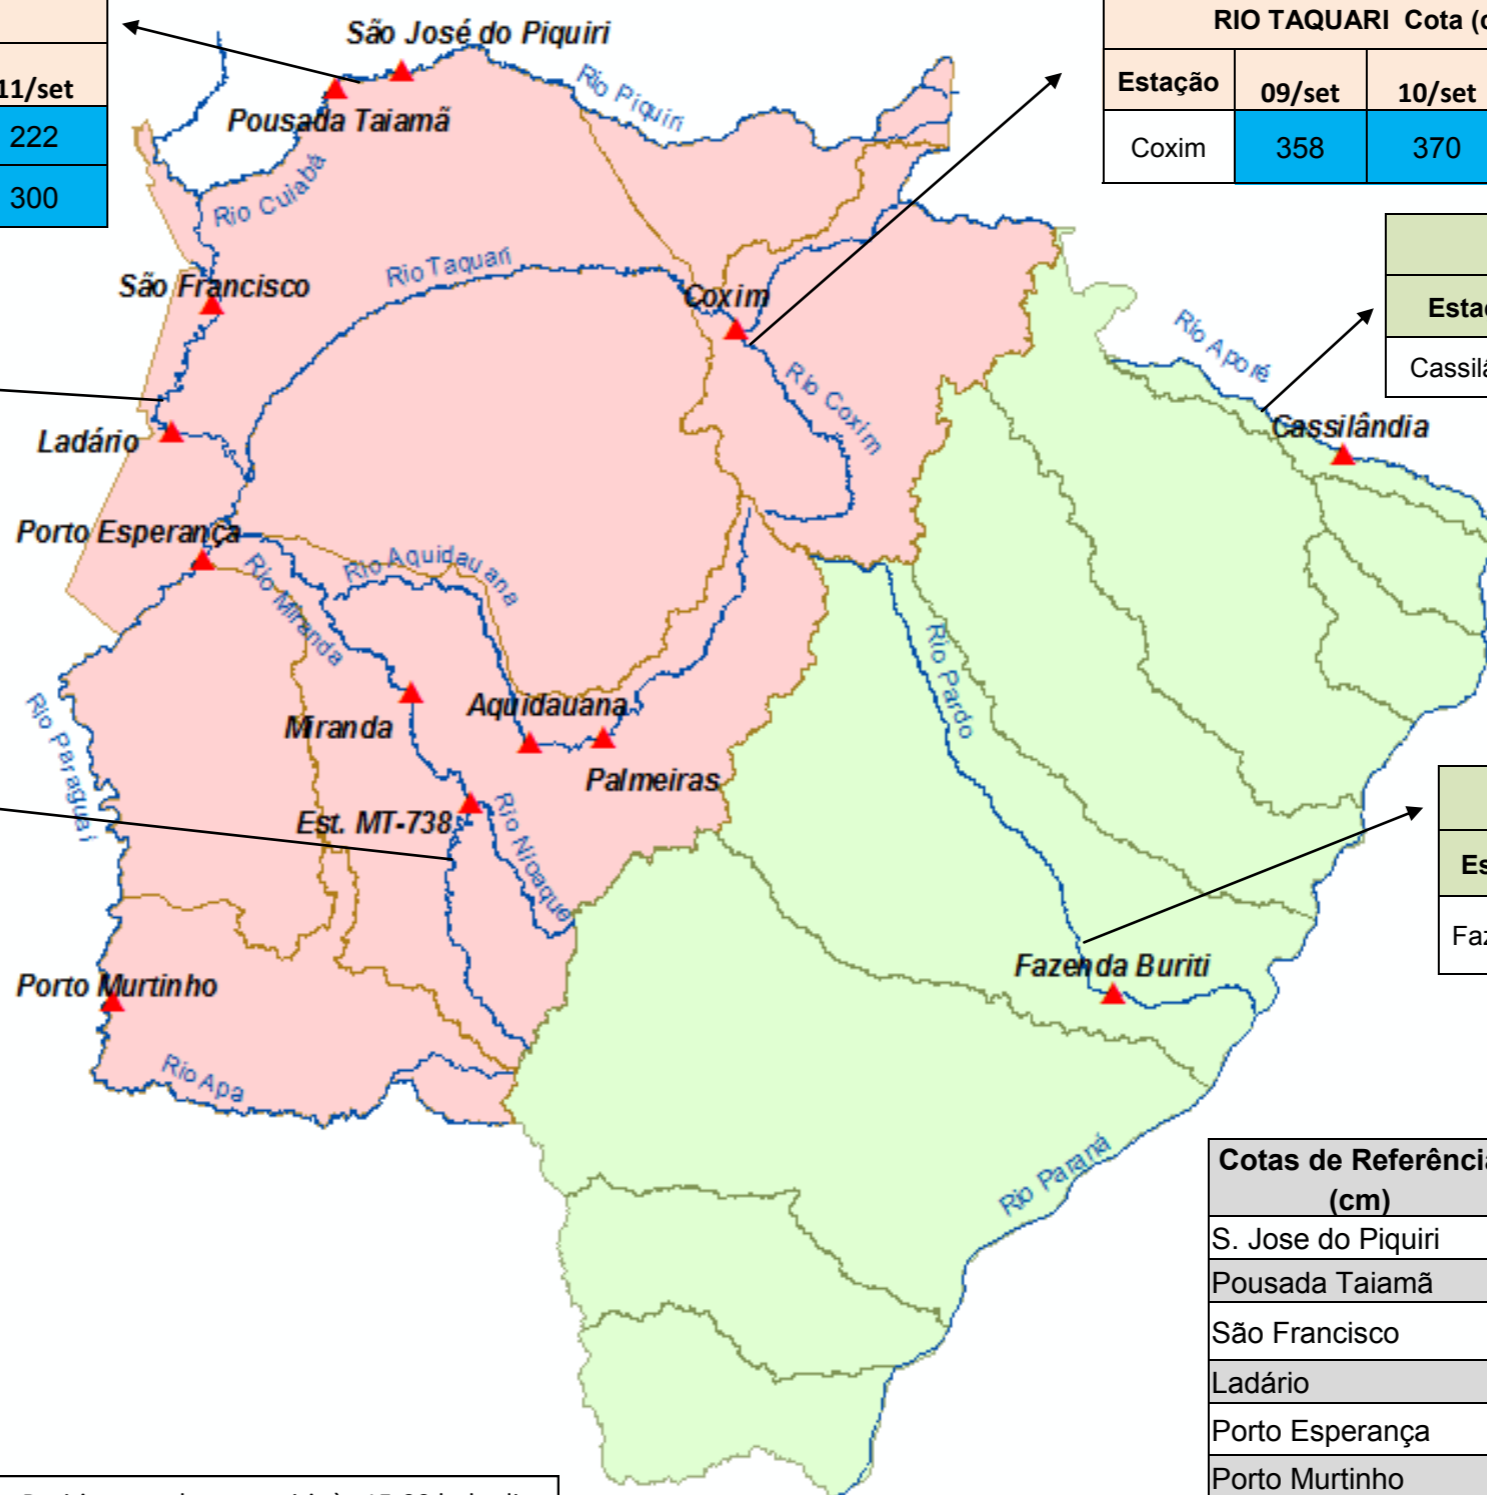 RIO TAQUARI Cota (c
Estação 09/set 10/set
Coxim 358 370
11/set
222
300
São José do Piquiri
Pousada Taiamã
Rio Piquiri
Rio Cuiabá
São Francisco
Rio Taquari
Coxim
Rio Coxim
Ladário
Porto Esperança
Rio Aquidauana
Rio Miranda
Rio Aporé
Cassilândia
Esta
Cassilâ
Rio Paraguai
Miranda
Aquidauana
Palmeiras
Est. MT-738
Rio Nioaque
Rio Pardo
Es
Faz
Fazenda Buriti
Porto Murtinho
Rio Apa
Rio Paraná
Cotas de Referência
(cm)
S. Jose do Piquiri
Pousada Taiamã
São Francisco
Ladário
Porto Esperança
Porto Murtinho